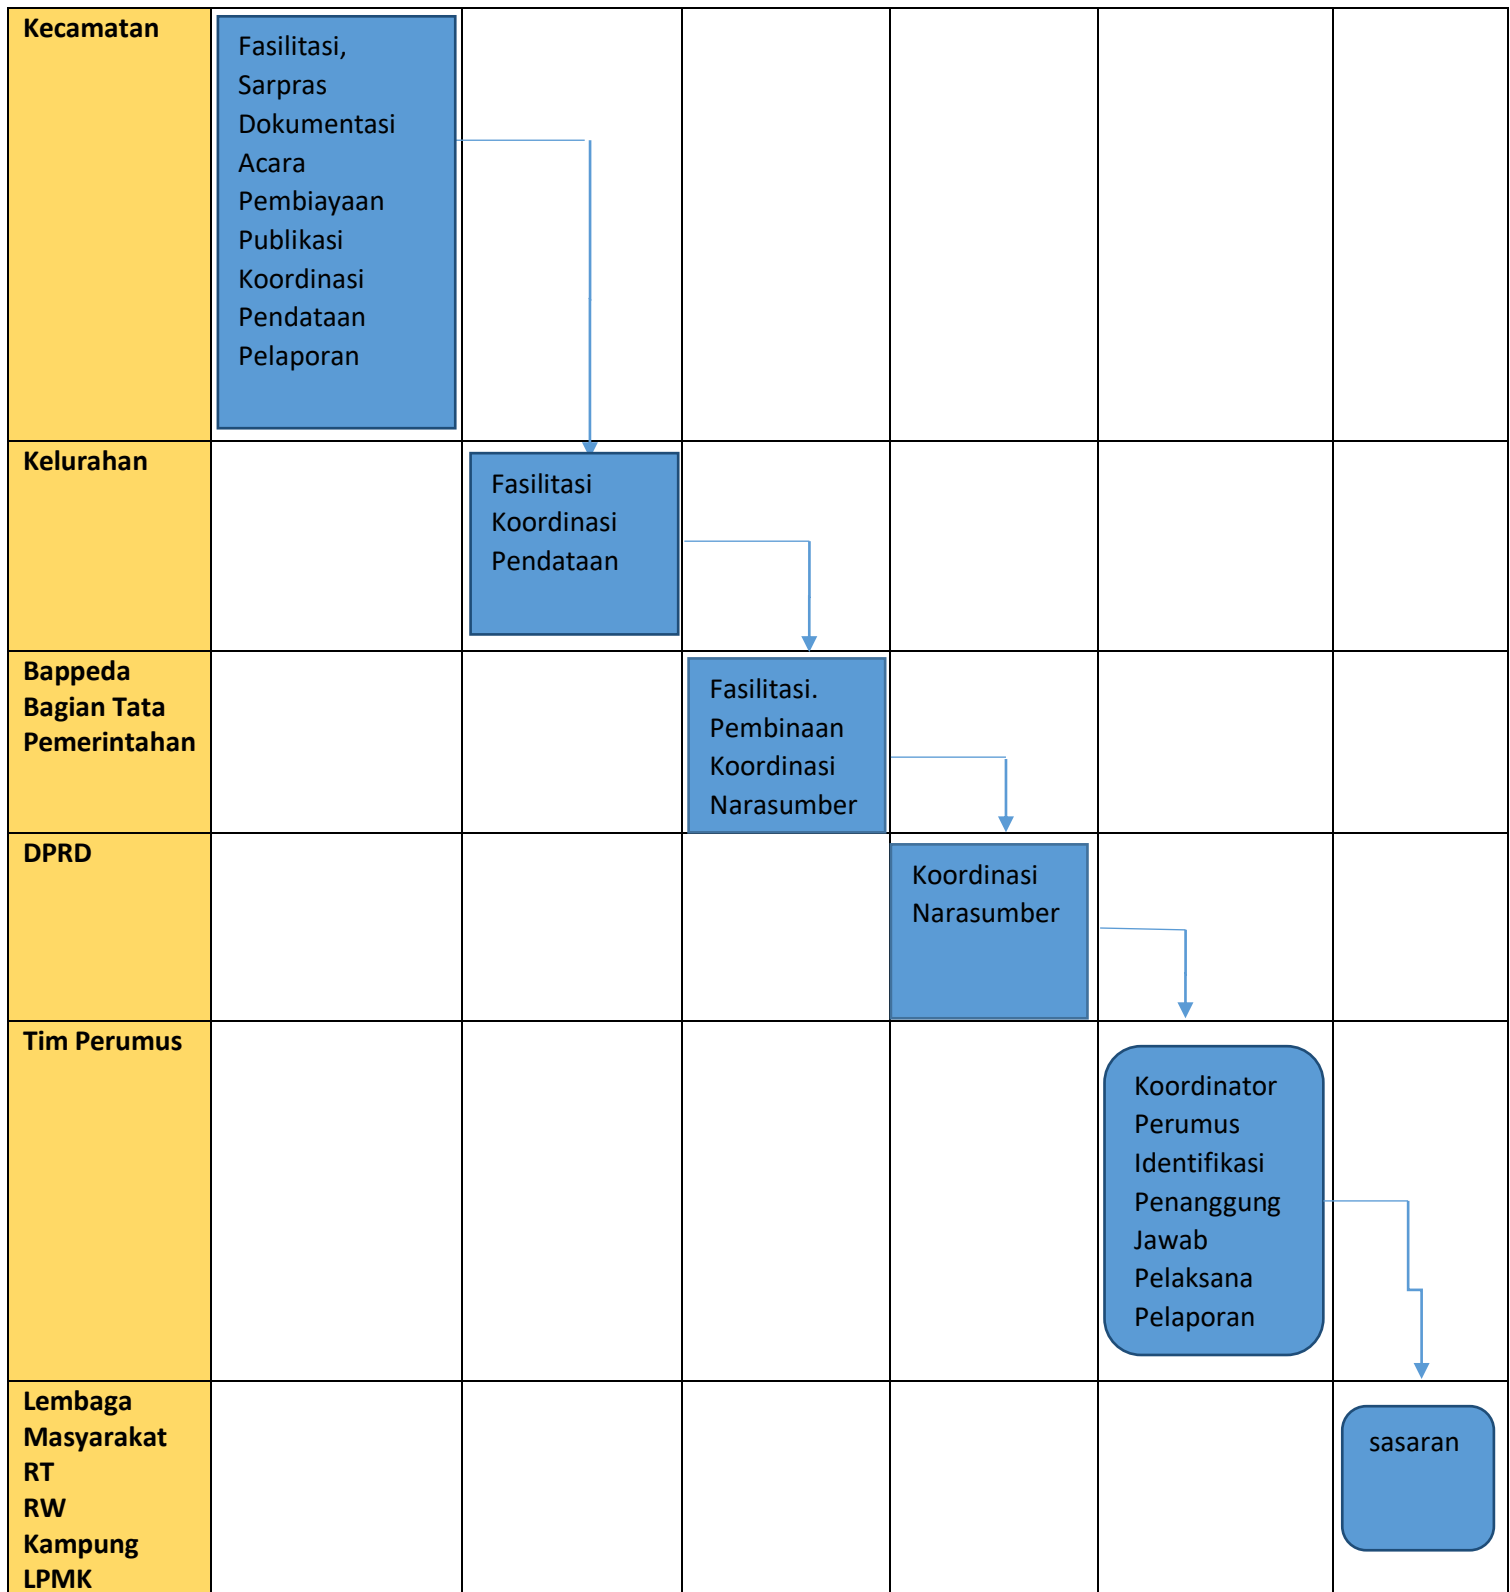 Kecamatan
Fasilitasi,
Sarpras
Dokumentasi
Acara
Pembiayaan
Publikasi
Koordinasi
Pendataan
Pelaporan
Kelurahan
Fasilitasi
Koordinasi
Pendataan
Bappeda
Bagian Tata
Pemerintahan
Fasilitasi.
Pembinaan
Koordinasi
Narasumber
DPRD
Koordinasi
Narasumber
Tim Perumus
Koordinator
Perumus
Identifikasi
Penanggung
Jawab
Pelaksana
Pelaporan
Lembaga
Masyarakat
RT
RW
Kampung
LPMK
sasaran